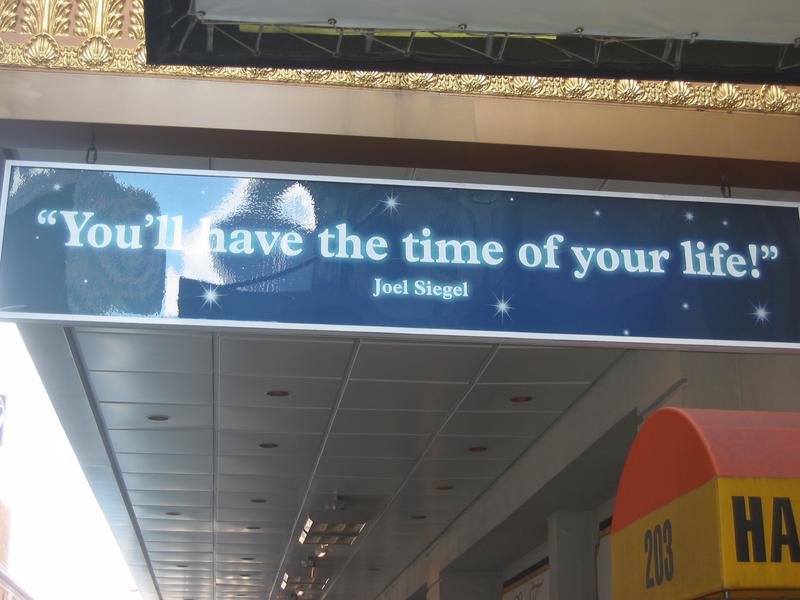 “You’ll have the time of your life!”
Joel Siegel
203
HA